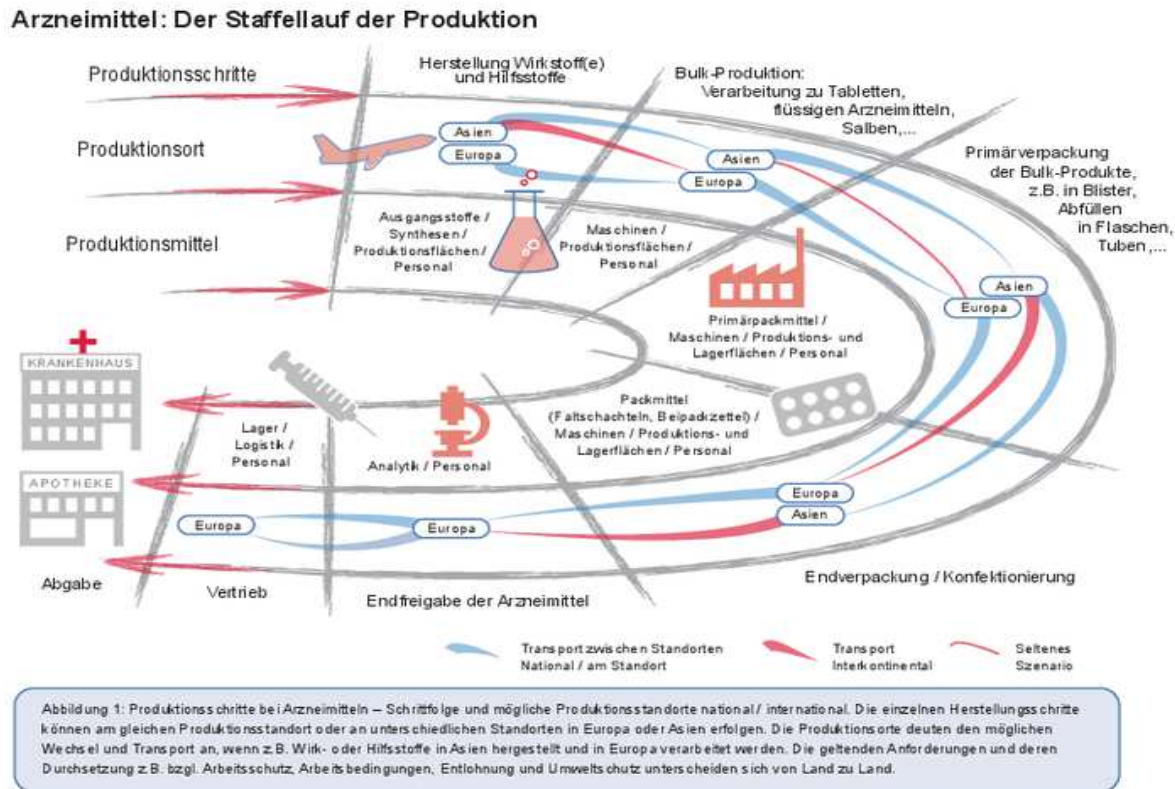 Arzneimittel: Der Staffellauf der Produktion
Produktionsschritte
Herstellung Wirkstoff(e)
und Hilfsstoffe
Bulk-Produktion:
Verarbeitung zu Tabletten,
flüssigen Arzneimitteln,
Salben,...
Produktionsort
Asien
Europa
Asien
Europa
Primärverpackung
der Bulk-Produkte,
z.B. in Blister,
Abfüllen
in Flaschen,
Tuben,...
Produktionsmittel
Ausgangsstoffe /
Synthesen /
Produktionsflächen /
Personal
Maschinen /
Produktionsflächen /
Personal
Asien
Europa
Primärpackmittel /
Maschinen / Produktions- und
Lagerflächen / Personal
KRANKENHAUS
Lager /
Logistik /
Personal
Analytik / Personal
Packmittel
(Faltschachteln, Beipackzettel) /
Maschinen / Produktions- und
Lagerflächen / Personal
APOTHEKE
Europa
Europa
Europa
Asien
Abgabe
Vertrieb
Endfreigabe der Arzneimittel
Endverpackung / Konfektionierung
Transport zwischen Standorten
National / am Standort
Transport
Interkontinental
Seltenes
Szenario
Abbildung 1: Produktionsschritte bei Arzneimitteln – Schrittfolge und mögliche Produktionsstandorte national / international. Die einzelnen Herstellungsschritte
können am gleichen Produktionsstandort oder an unterschiedlichen Standorten in Europa oder Asien erfolgen. Die Produktionsorte deuten den möglichen
Wechsel und Transport an, wenn z.B. Wirk- oder Hilfsstoffe in Asien hergestellt und in Europa verarbeitet werden. Die geltenden Anforderungen und deren
Durchsetzung z.B. bzgl. Arbeitsschutz, Arbeitsbedingungen, Entlohnung und Umweltschutz unterscheiden sich von Land zu Land.